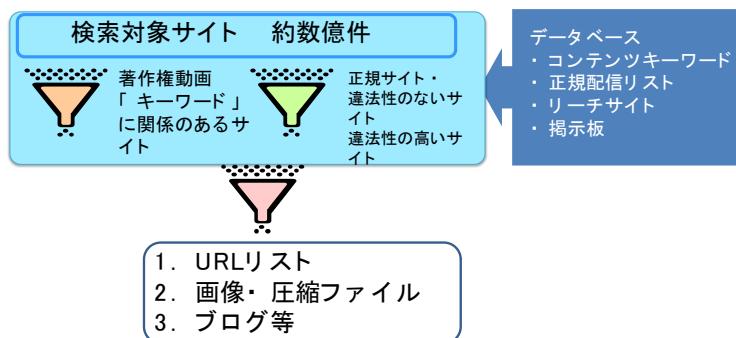 検索対象サイト　約数億件
著作権動画
「キーワード」
に関係のあるサ
イト
正規サイト・
違法性のないサ
イト
違法性の高いサ
イト
データベース
・コンテンツキーワード
・正規配信リスト
・リーチサイト
・掲示板
1. URLリスト
2. 画像・圧縮ファイル
3. ブログ等